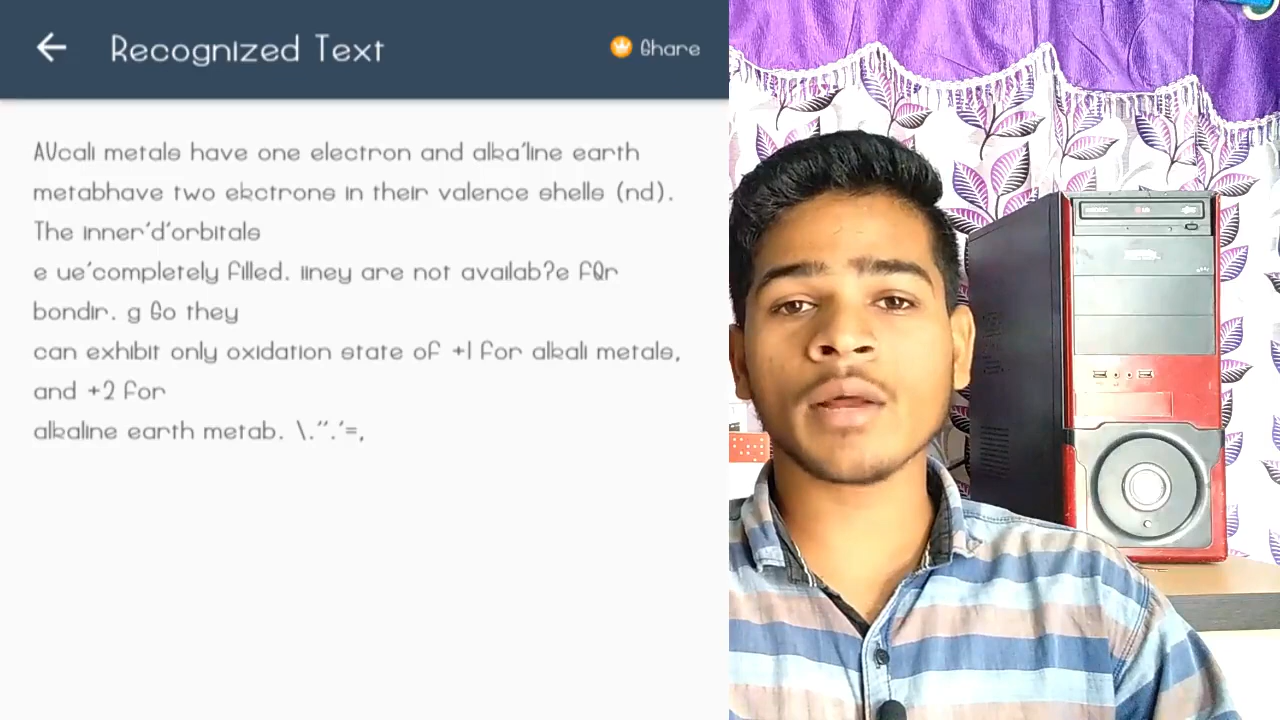 Recognized Text
Share
AVcali metals have one electron and alka'line earth
metabhave two ekctrons in their valence shells (nd).
The inner'd'orbitals
e ue'completely filled. iiney are not availab?e fQr
bondir. g So they
can exhibit only oxidation state of +1 for alkali metals,
and +2 for
alkaline earth metab. \.".'=,